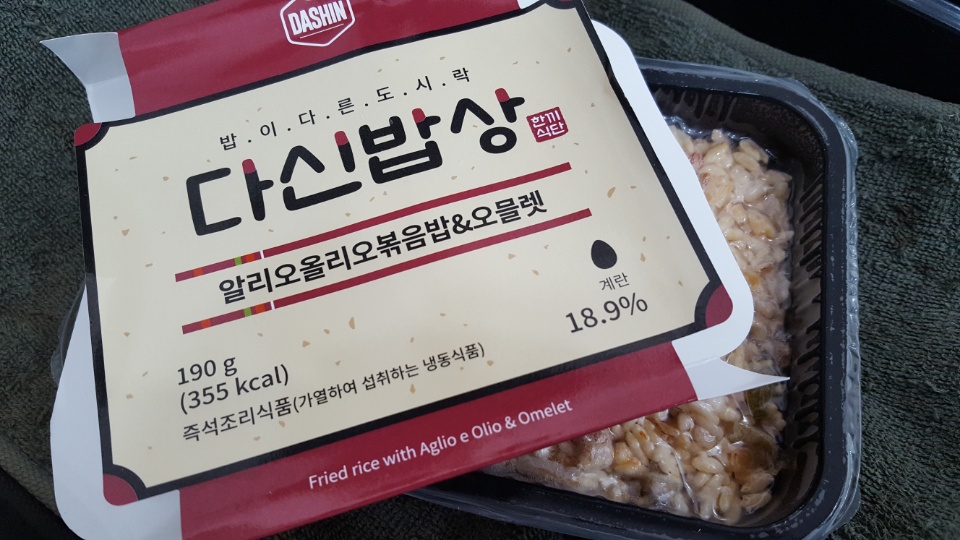 DASHIN
밥.이.다.른.도.시.락
다신밥상
한끼
식단
알리오올리오볶음밥&오믈렛
계란
18.9%
190 g
(355 kcal)
즉석조리식품(가열하여 섭취하는 냉동식품)
Fried rice with Aglio e Olio & Omelet